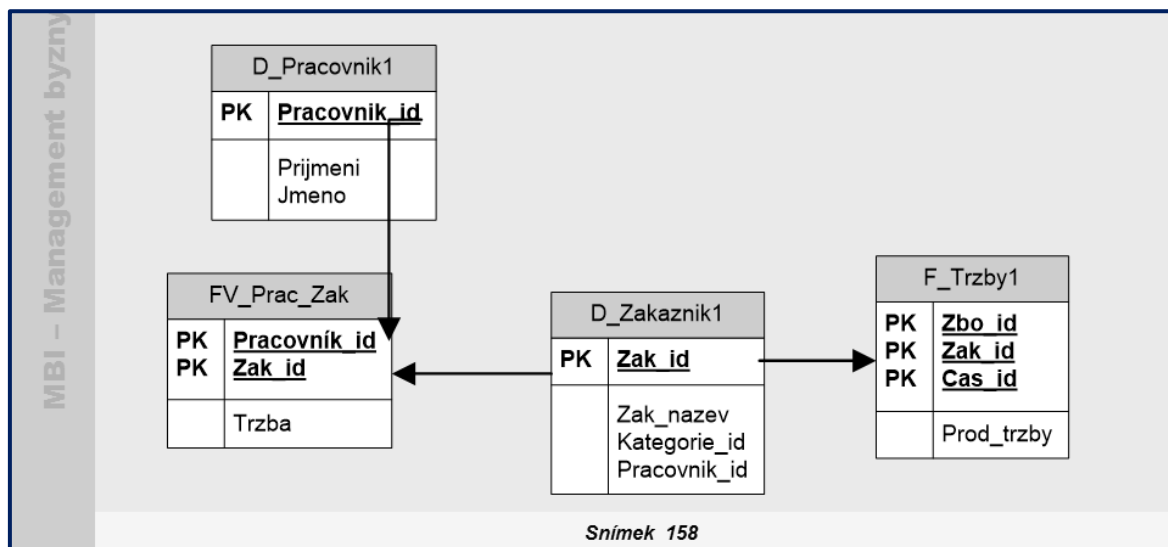 MBI – Management byzny
D_Pracovnik1
PK Pracovnik_id
Prijmeni
Jmeno
FV_Prac_Zak
PK Pracovník_id
PK Zak_id
Trzba
D_Zakaznik1
PK Zak_id
Zak_nazev
Kategorie_id
Pracovnik_id
F_Trzby1
PK Zbo_id
PK Zak_id
PK Cas_id
Prod_trzby
Snímek 158